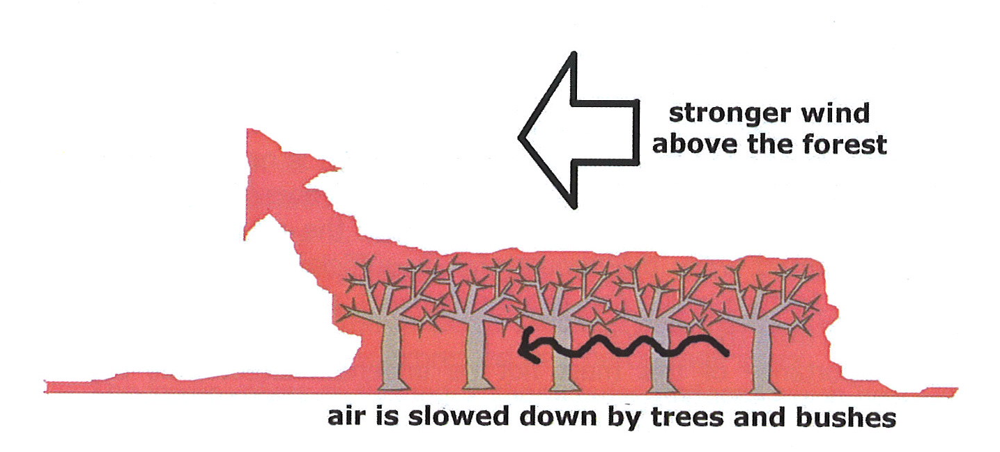 stronger wind
above the forest
air is slowed down by trees and bushes